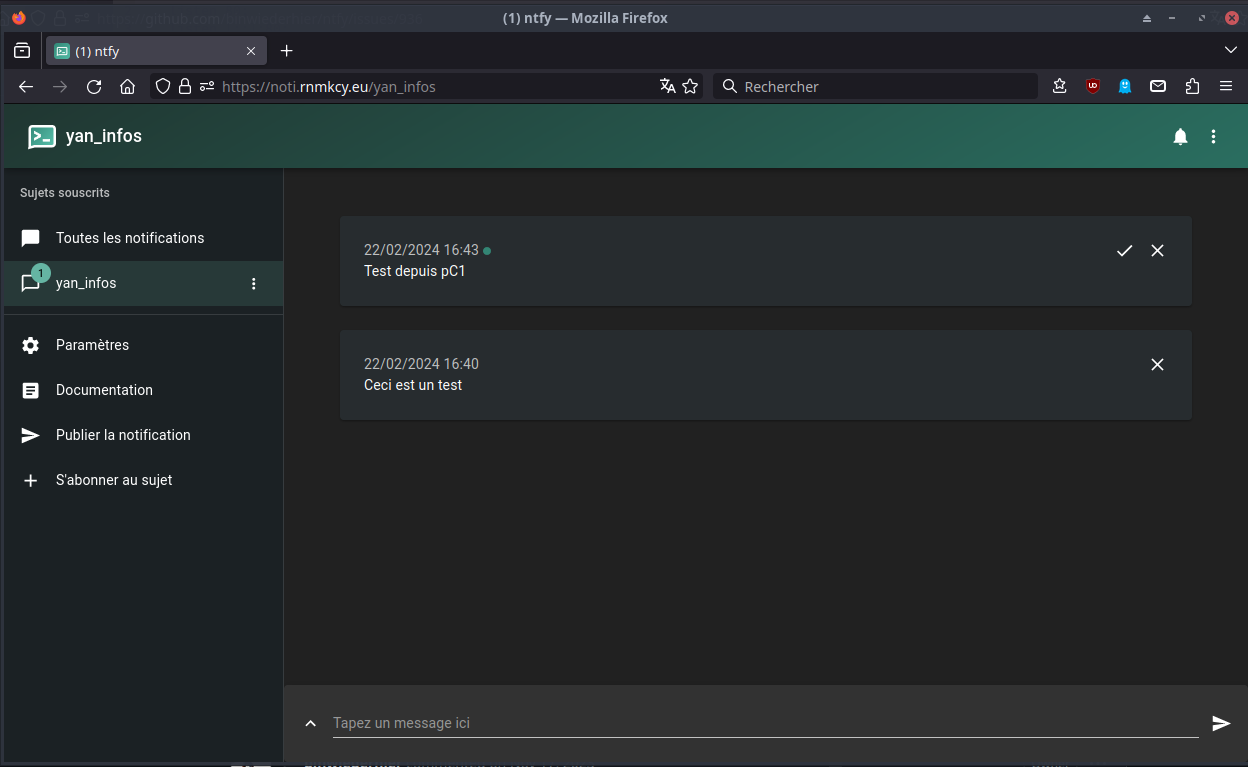 (1) ntfy — Mozilla Firefox
(1) ntfy
https://noti.rnmkcy.eu/yan_infos
Rechercher
yan_infos
Sujets souscrits
Toutes les notifications
1
yan_infos
Paramètres
Documentation
Publier la notification
S'abonner au sujet
22/02/2024 16:43
Test depuis pC1
22/02/2024 16:40
Ceci est un test
Tapez un message ici